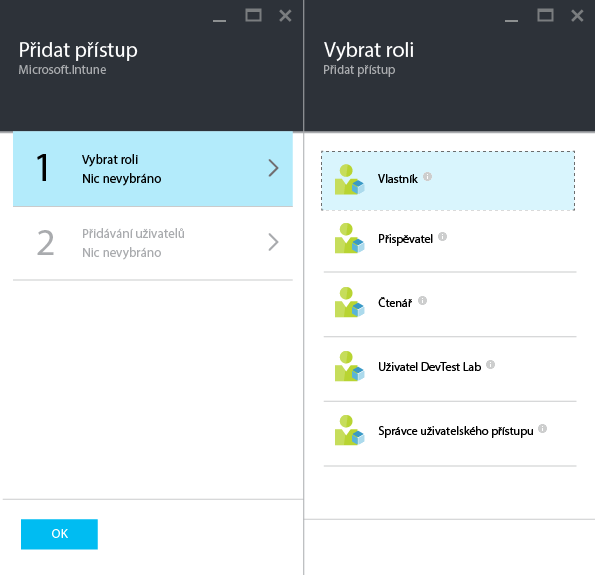 Přidat přístup
Microsoft.Intune
1
Vybrat roli
Nic nevybráno
2
Přidávání uživatelů
Nic nevybráno
OK
Vybrat roli
Přidat přístup
Vlastník
Přispěvatel
Čtenář
Uživatel DevTest Lab
Správce uživatelského přístupu